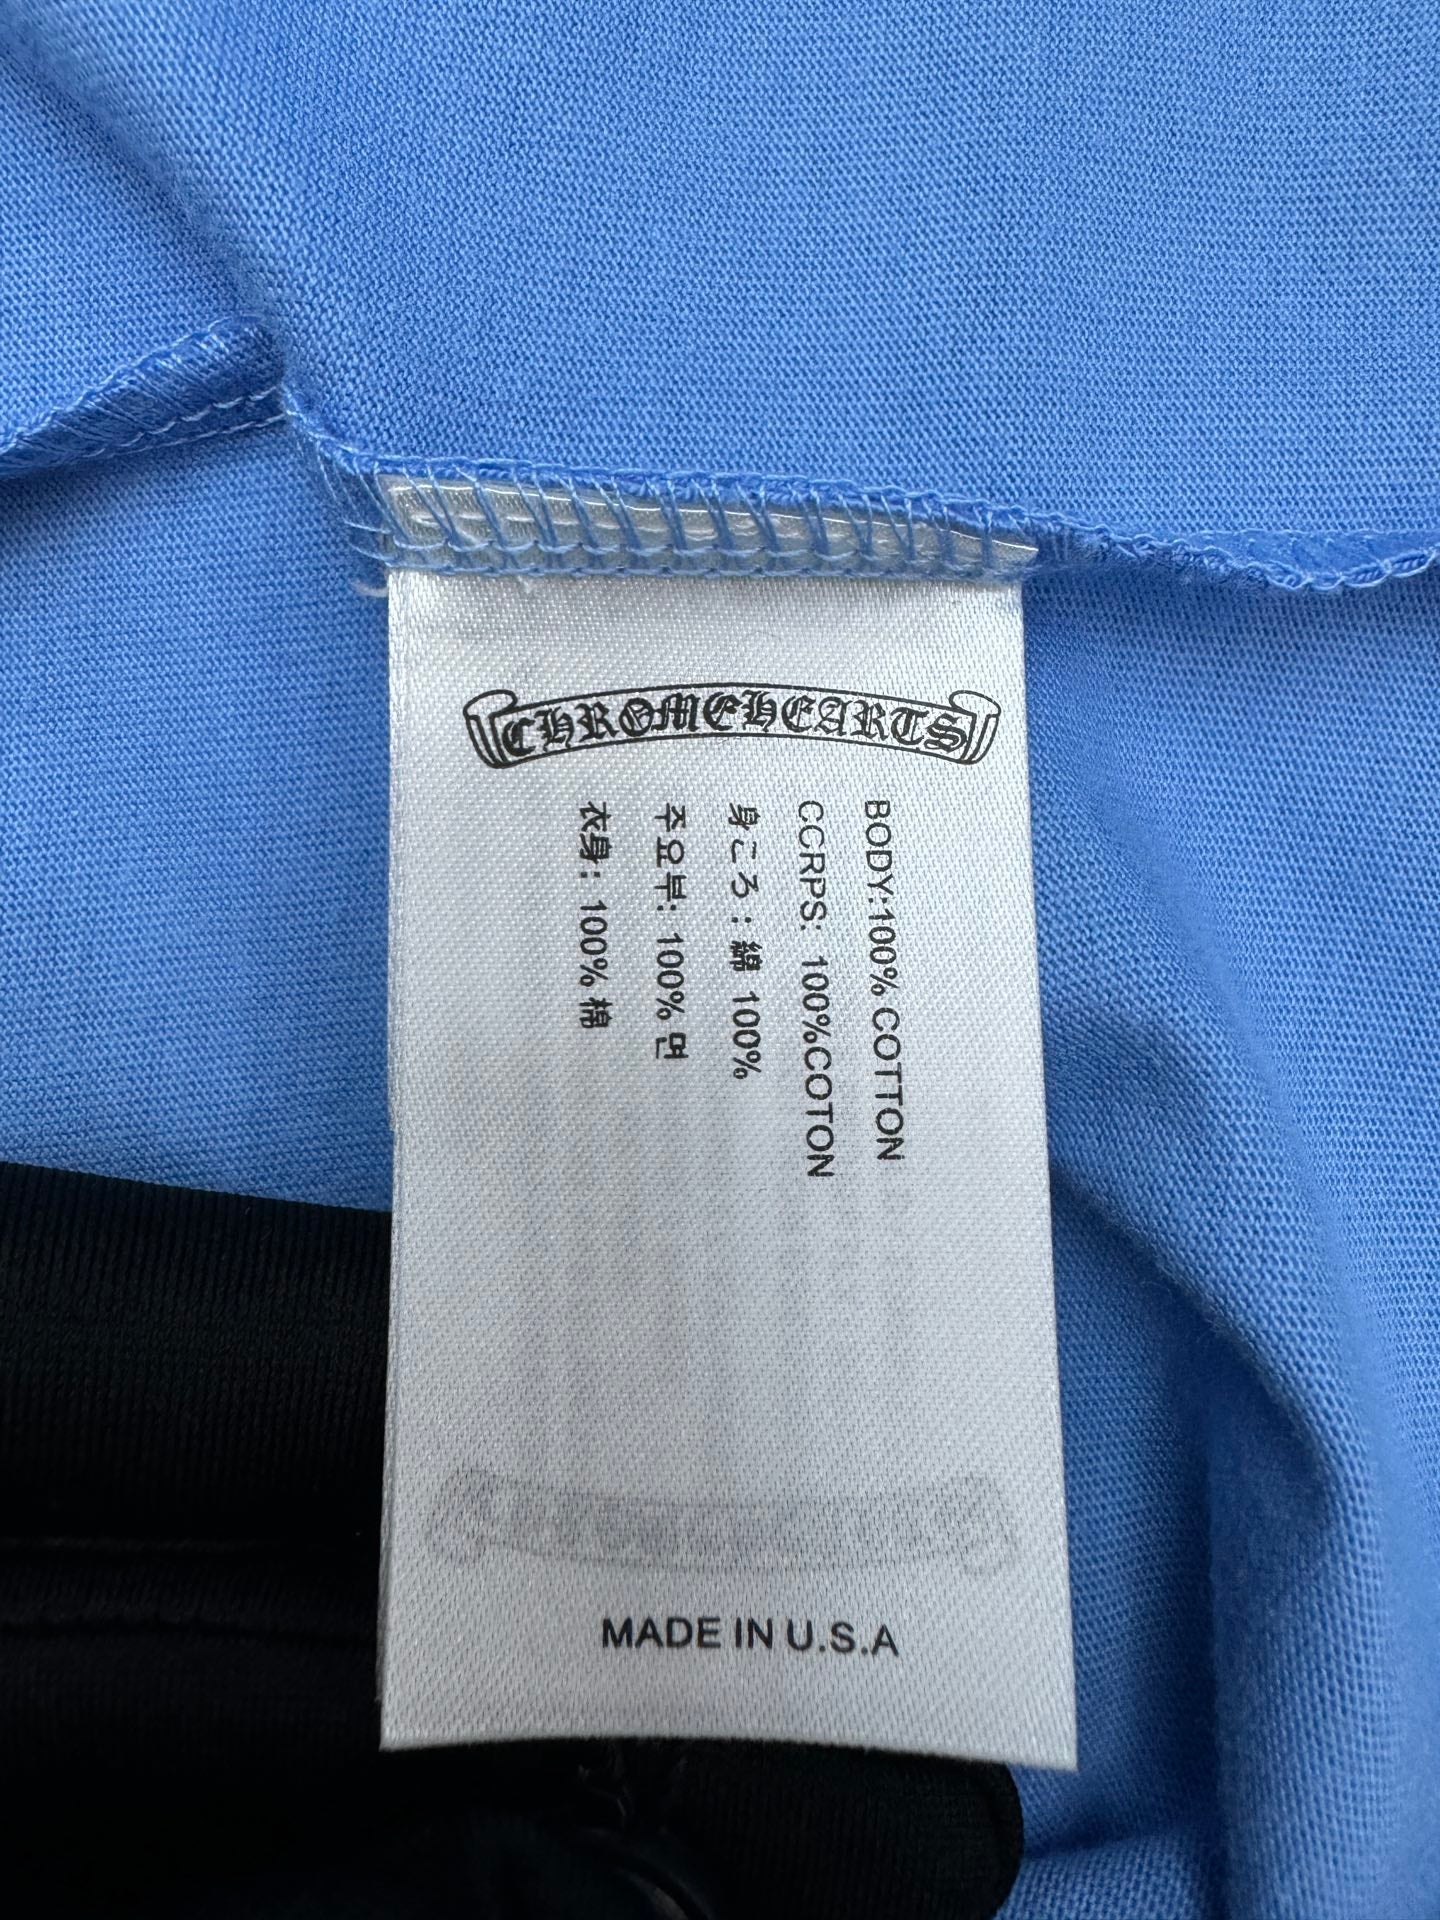 CHROMEHEARTS
BODY:100% COTTON
CCRPS: 100%COTON
身ころ : 綿 100%
주요부: 100% 면
衣身 : 100% 棉
MADE IN U.S.A